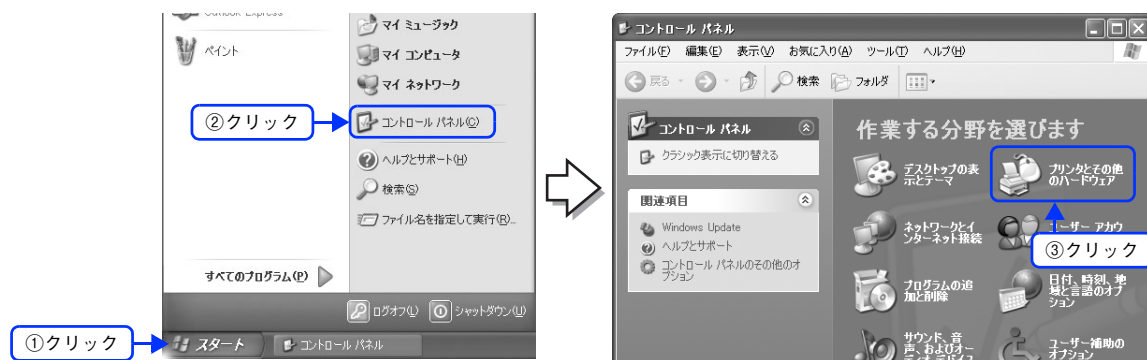 ペイント
マイ ミュージック
マイ コンピュータ
マイ ネットワーク
②クリック
コントロール パネル(C)
ヘルプとサポート(H)
検索(S)
ファイル名を指定して実行(R)...
すべてのプログラム(P)
ログオフ(L)
シャットダウン(U)
①クリック
スタート
コントロール パネル
コントロール パネル
ファイル(F) 編集(E) 表示(V) お気に入り(A) ツール(T) ヘルプ(H)
戻る
検索
フォルダ
コントロール パネル
クラシック表示に切り替える
関連項目
Windows Update
ヘルプとサポート
コントロール パネルのその他のオ
プション
作業する分野を選びます
デスクトップの表
示とテーマ
プリンタとその他
のハードウェア
ネットワークとイ
ンターネット接続
ユーザー アカウ
③クリック
プログラムの追
加と削除
日付、時刻、地
域と言語のオプ
ション
サウンド、音
声、およびオー
ディオ デバイス
ユーザー補助の
オプション